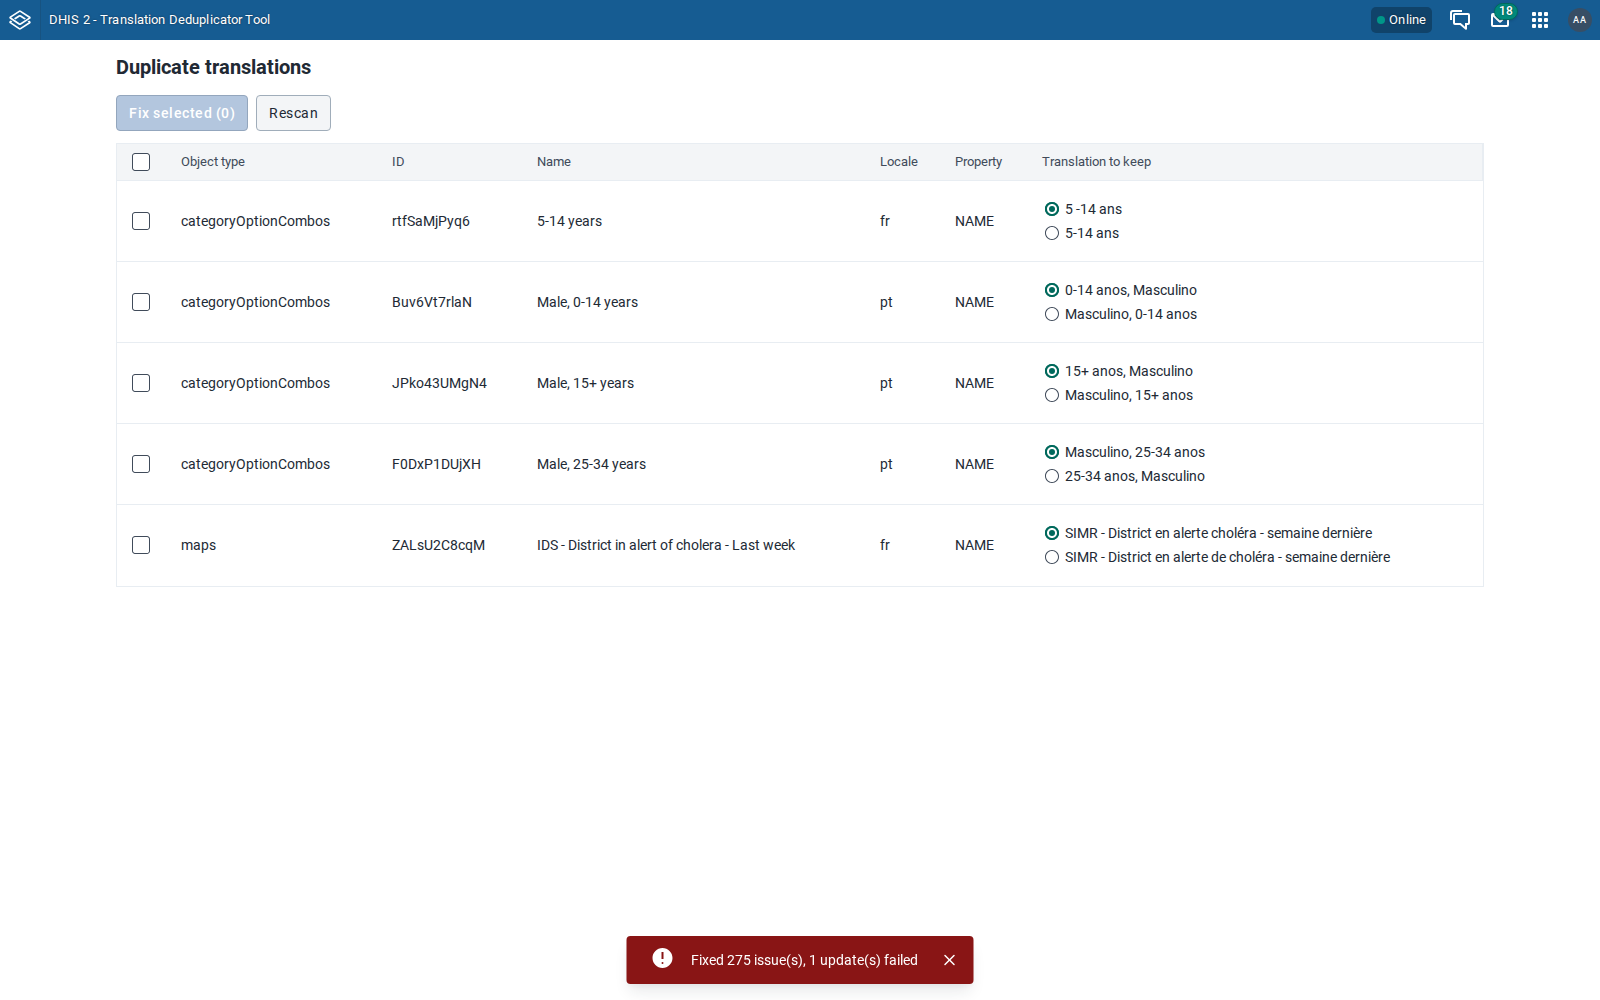 DHIS 2 - Translation Deduplicator Tool
Online
18
AA
Duplicate translations
Fix selected (0)
Rescan
Object type ID Name Locale Property Translation to keep
categoryOptionCombos rtfSaMjPyq6 5-14 years fr NAME
5 -14 ans
5-14 ans
categoryOptionCombos Buv6Vt7rlaN Male, 0-14 years pt NAME
0-14 anos, Masculino
Masculino, 0-14 anos
categoryOptionCombos JPko43UMgN4 Male, 15+ years pt NAME
15+ anos, Masculino
Masculino, 15+ anos
categoryOptionCombos F0DxP1DUjXH Male, 25-34 years pt NAME
Masculino, 25-34 anos
25-34 anos, Masculino
maps ZALsU2C8cqM IDS - District in alert of cholera - Last week fr NAME
SIMR - District en alerte choléra - semaine dernière
SIMR - District en alerte de choléra - semaine dernière
Fixed 275 issue(s), 1 update(s) failed